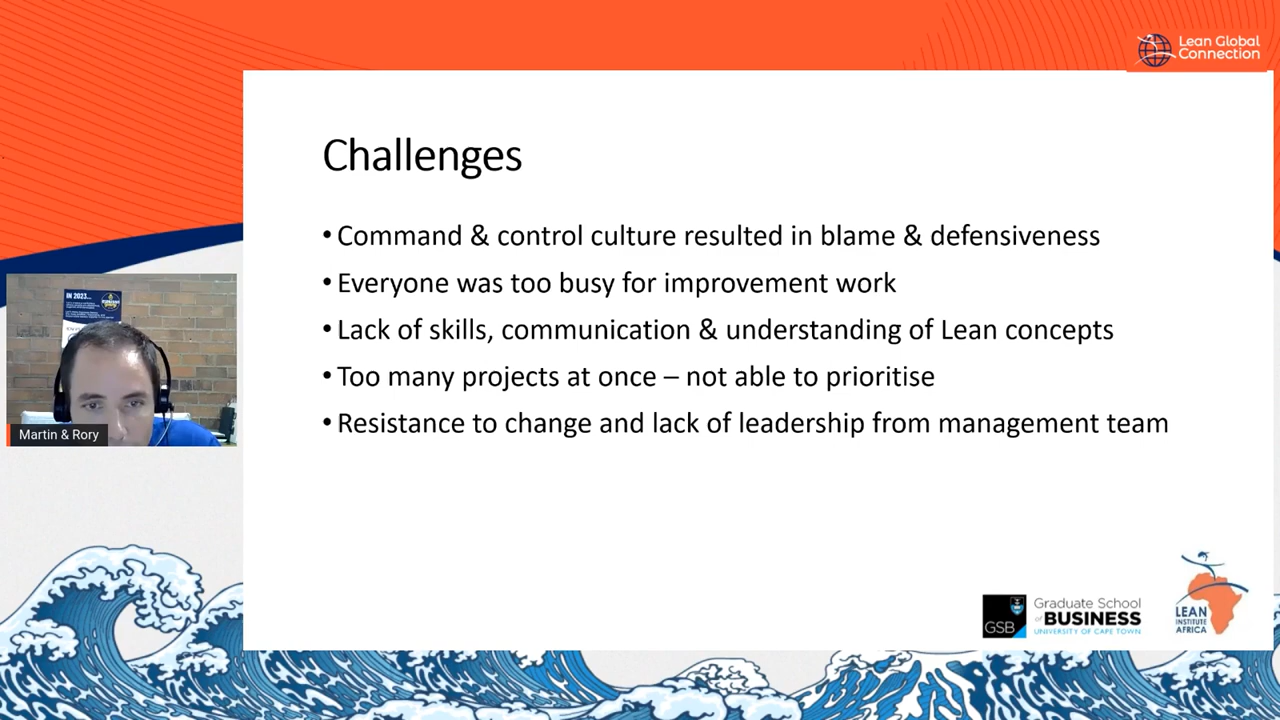 Lean Global
Connection
Challenges
• Command & control culture resulted in blame & defensiveness
• Everyone was too busy for improvement work
• Lack of skills, communication & understanding of Lean concepts
• Too many projects at once – not able to prioritise
• Resistance to change and lack of leadership from management team
IN 2023...
Martin & Rory
GSB
Graduate School
of BUSINESS
UNIVERSITY OF CAPE TOWN
LEAN
INSTITUTE
AFRICA